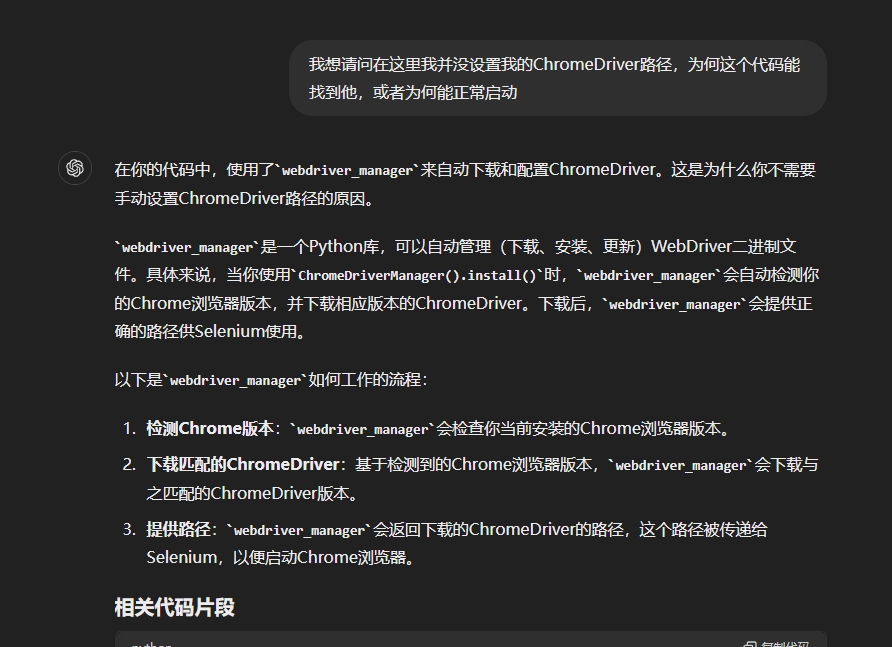 我想请问在这里我并没设置我的ChromeDriver路径，为何这个代码能
找到他，或者为何能正常启动
在你的代码中，使用了`webdriver_manager`来自动下载和配置ChromeDriver。这是为什么你不需要
手动设置ChromeDriver路径的原因。
`webdriver_manager`是一个Python库，可以自动管理（下载、安装、更新）WebDriver二进制文
件。具体来说，当你使用`ChromeDriverManager().install()`时，`webdriver_manager`会自动检测你
的Chrome浏览器版本，并下载相应版本的ChromeDriver。下载后，`webdriver_manager`会提供正
确的路径供Selenium使用。
以下是`webdriver_manager`如何工作的流程：
1. 检测Chrome版本：`webdriver_manager`会检查你当前安装的Chrome浏览器版本。
2. 下载匹配的ChromeDriver：基于检测到的Chrome浏览器版本，`webdriver_manager`会下载与
之匹配的ChromeDriver版本。
3. 提供路径：`webdriver_manager`会返回下载的ChromeDriver的路径，这个路径被传递给
Selenium，以便启动Chrome浏览器。
相关代码片段
python 复制代码